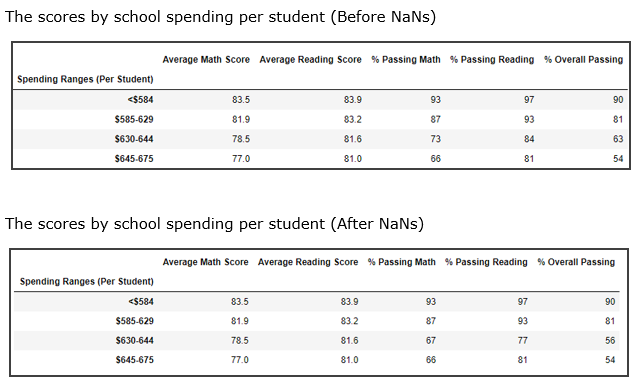 The scores by school spending per student (Before NaNs)
Average Math Score Average Reading Score % Passing Math % Passing Reading % Overall Passing
Spending Ranges (Per Student)
<$584 83.5 83.9 93 97 90
$585-629 81.9 83.2 87 93 81
$630-644 78.5 81.6 73 84 63
$645-675 77.0 81.0 66 81 54
The scores by school spending per student (After NaNs)
Average Math Score Average Reading Score % Passing Math % Passing Reading % Overall Passing
Spending Ranges (Per Student)
<$584 83.5 83.9 93 97 90
$585-629 81.9 83.2 87 93 81
$630-644 78.5 81.6 67 77 56
$645-675 77.0 81.0 66 81 54